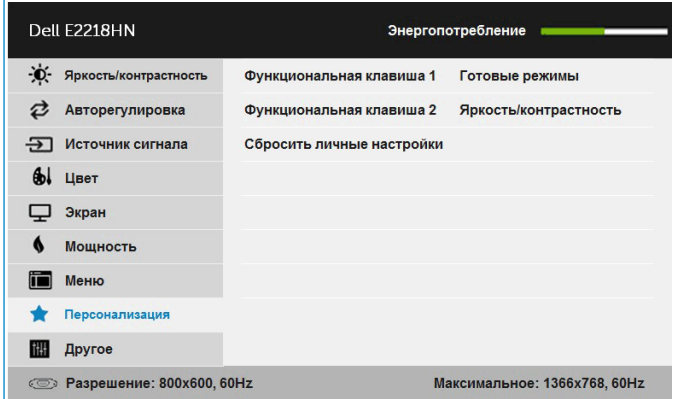 Dell E2218HN Энергопотребление
Яркость/контрастность Функциональная клавиша 1 Готовые режимы
Авторегулировка Функциональная клавиша 2 Яркость/контрастность
Источник сигнала Сбросить личные настройки
Цвет
Экран
Мощность
Меню
Персонализация
Другое
Разрешение: 800x600, 60Hz Максимальное: 1366x768, 60Hz